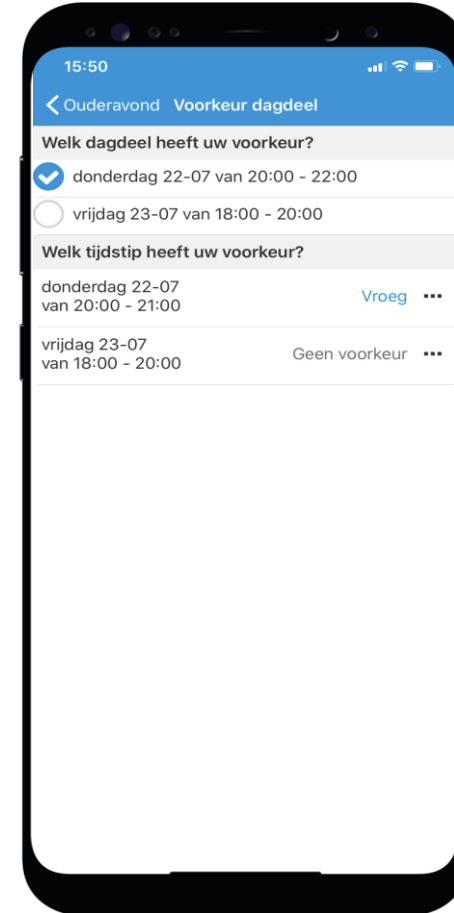 15:50
Ouderavond Voorkeur dagdeel
Welk dagdeel heeft uw voorkeur?
donderdag 22-07 van 20:00 - 22:00
vrijdag 23-07 van 18:00 - 20:00
Welk tijdstip heeft uw voorkeur?
donderdag 22-07
van 20:00 - 21:00
Vroeg
vrijdag 23-07
van 18:00 - 20:00
Geen voorkeur